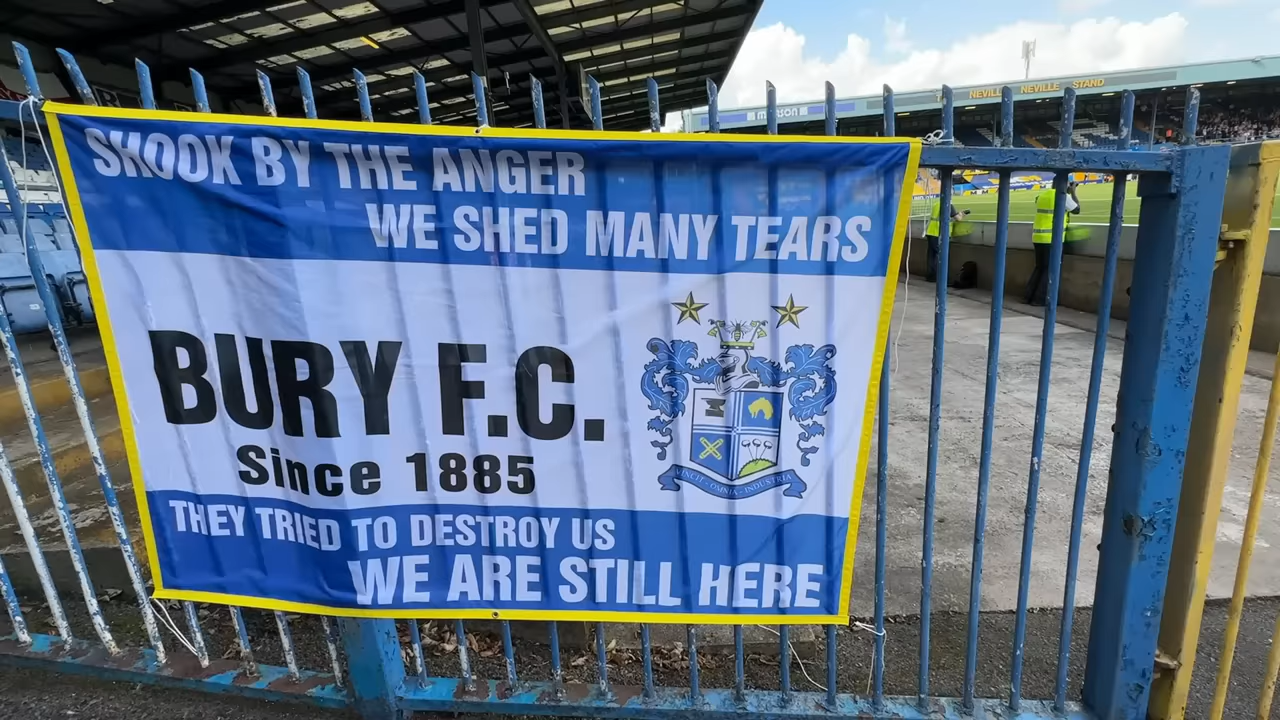 SHOOK BY THE ANGER
WE SHED MANY TEARS
BURY F.C.
Since 1885
VINCIT · OMNIA · INDUSTRIA
THEY TRIED TO DESTROY US
WE ARE STILL HERE
NEVILLE NEVILLE STAND